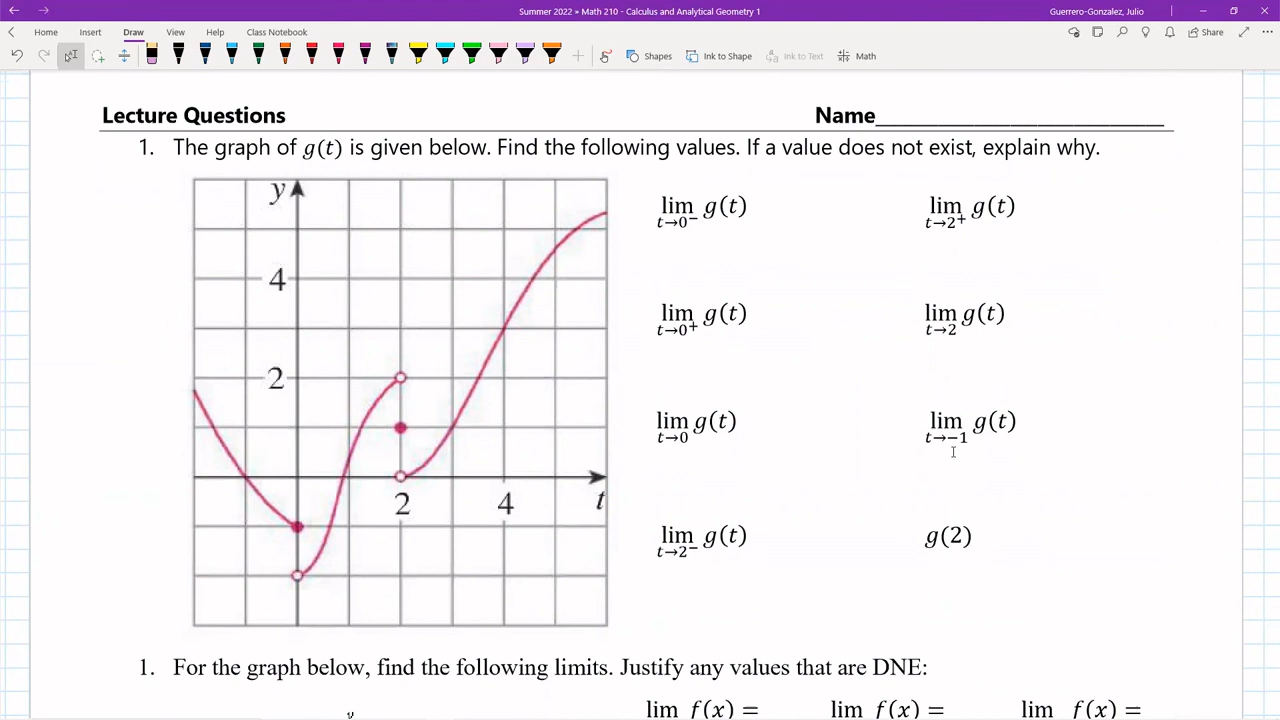 Summer 2022 » Math 210 - Calculus and Analytical Geometry 1
Guerrero-Gonzalez, Julio
Home Insert Draw View Help Class Notebook
Share
Shapes Ink to Shape Ink to Text Math
Lecture Questions Name____________________________
1. The graph of g(t) is given below. Find the following values. If a value does not exist, explain why.
y
4
2
2 4 t
lim t→0⁻ g(t) lim t→2⁺ g(t)
lim t→0⁺ g(t) lim t→2 g(t)
lim t→0 g(t) lim t→−1 g(t)
lim t→2⁻ g(t) g(2)
1. For the graph below, find the following limits. Justify any values that are DNE:
y
lim f(x) = lim f(x) = lim f(x) =